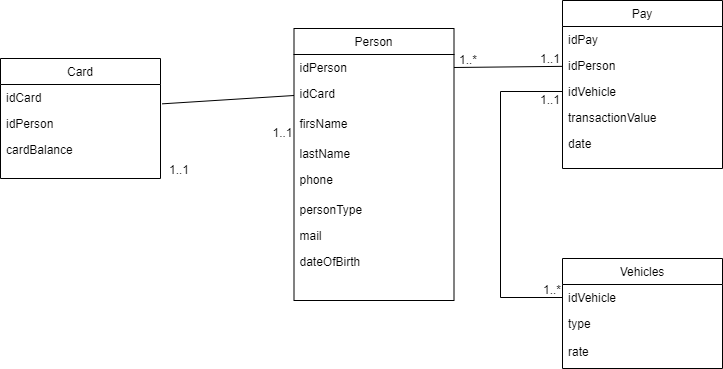 Card
idCard
idPerson
cardBalance
1..1
Person
idPerson
idCard
firsName
lastName
phone
personType
mail
dateOfBirth
1..1
1..*
1..1
Pay
idPay
idPerson
idVehicle
transactionValue
date
1..1
1..*
Vehicles
idVehicle
type
rate